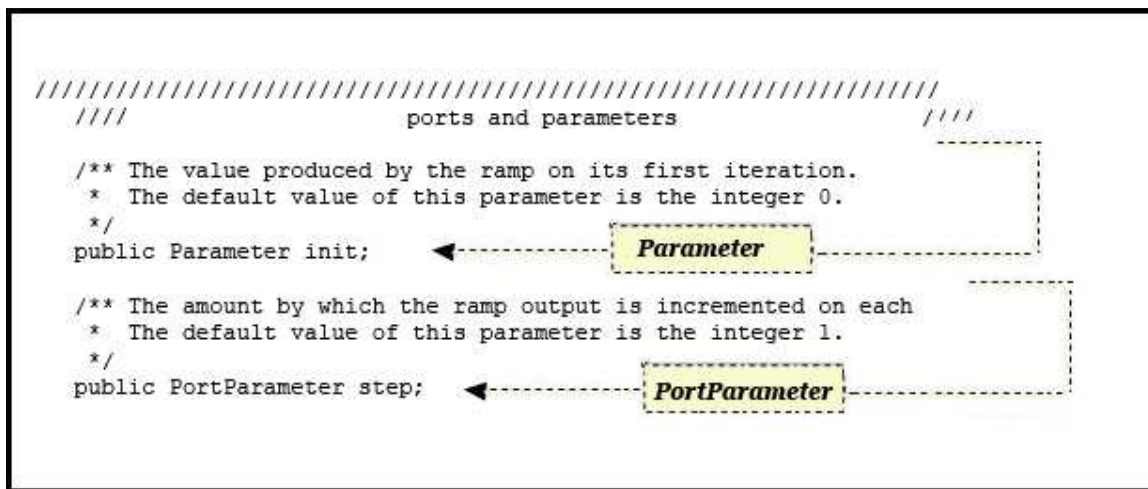 ///////////////////////////////////////////////////////////////////
//// ports and parameters ////
/** The value produced by the ramp on its first iteration.
* The default value of this parameter is the integer 0.
*/
public Parameter init; Parameter
/** The amount by which the ramp output is incremented on each
* The default value of this parameter is the integer 1.
*/
public PortParameter step; PortParameter